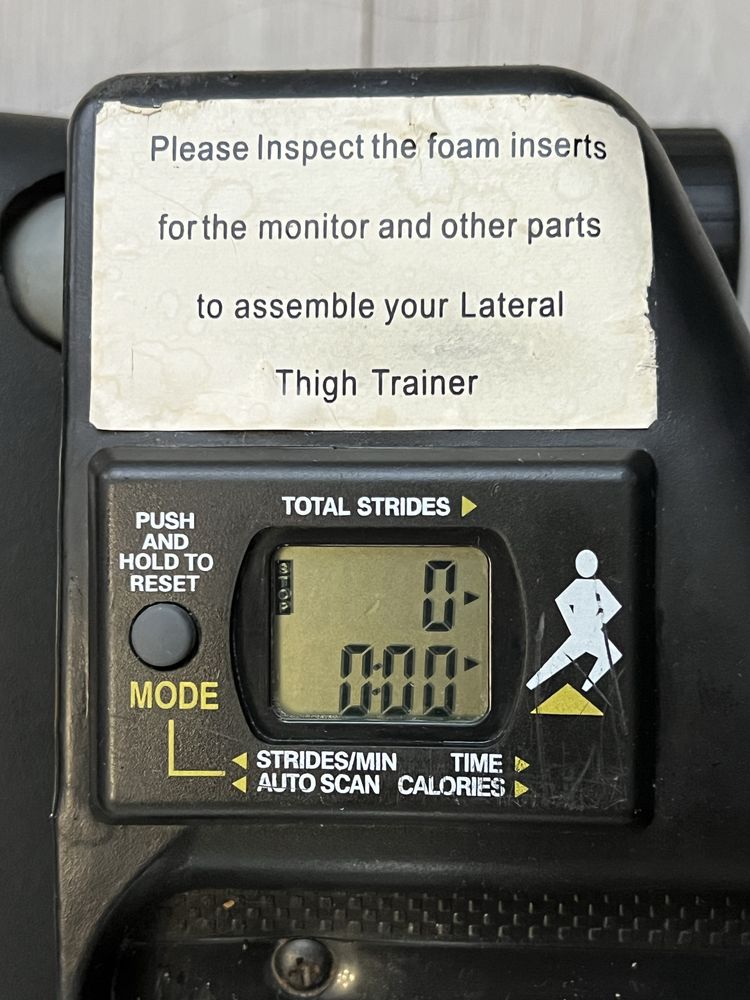 Please Inspect the foam inserts
for the monitor and other parts
to assemble your Lateral
Thigh Trainer
TOTAL STRIDES
PUSH
AND
HOLD TO
RESET
STOP
0
0:00
MODE
STRIDES/MIN TIME
AUTO SCAN CALORIES